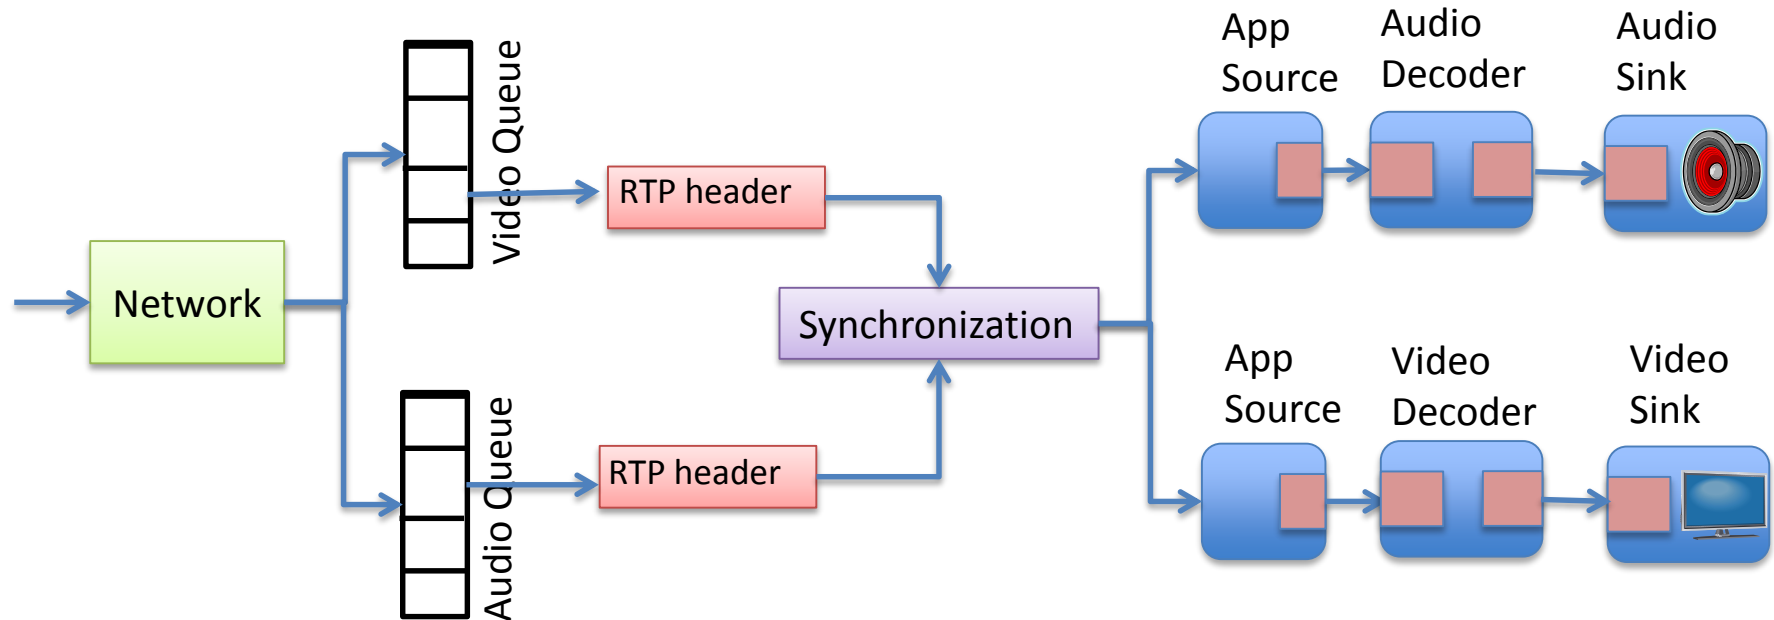 Network
Video Queue
Audio Queue
RTP header
RTP header
Synchronization
App
Source
Audio
Decoder
Audio
Sink
App
Source
Video
Decoder
Video
Sink